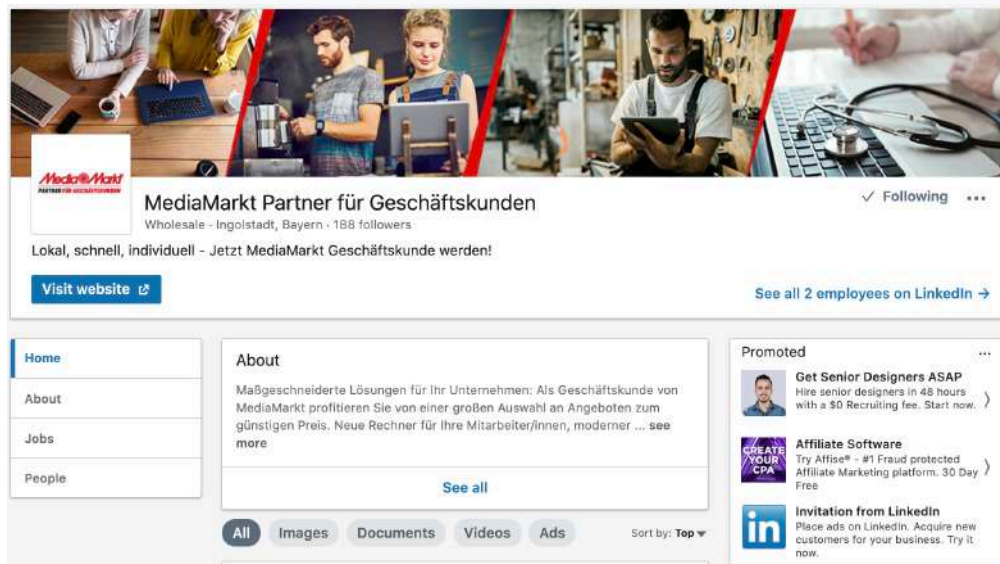 MediaMarkt
PARTNER FÜR GESCHÄFTSKUNDEN
MediaMarkt Partner für Geschäftskunden
Wholesale · Ingolstadt, Bayern · 188 followers
✓ Following ...
Lokal, schnell, individuell - Jetzt MediaMarkt Geschäftskunde werden!
Visit website
See all 2 employees on LinkedIn →
Home
About
Jobs
People
About
Maßgeschneiderte Lösungen für Ihr Unternehmen: Als Geschäftskunde von
MediaMarkt profitieren Sie von einer großen Auswahl an Angeboten zum
günstigen Preis. Neue Rechner für Ihre Mitarbeiter/innen, moderner ... see
more
See all
All Images Documents Videos Ads Sort by: Top
Promoted ...
Get Senior Designers ASAP
Hire senior designers in 48 hours
with a $0 Recruiting fee. Start now.
CREATE
YOUR
CPA
Affiliate Software
Try Affise® - #1 Fraud protected
Affiliate Marketing platform. 30 Day
Free
in
Invitation from LinkedIn
Place ads on LinkedIn. Acquire new
customers for your business. Try it
now.